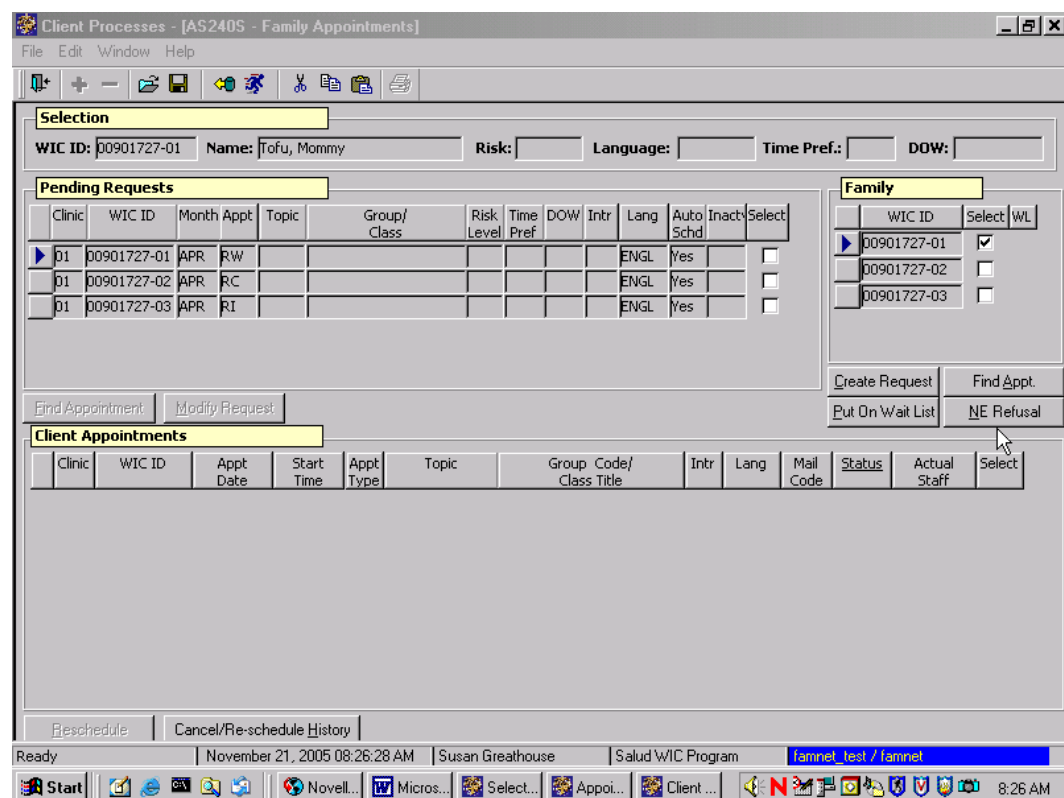 Client Processes - [AS240S - Family Appointments]
File Edit Window Help
Selection
WIC ID: 00901727-01 Name: Tofu, Mommy Risk: Language: Time Pref.: DOW:
Pending Requests
Clinic WIC ID Month Appt Topic Group/ Class Risk Level Time Pref DOW Intr Lang Auto Schd Inactv Select
01 00901727-01 APR RW ENGL Yes
01 00901727-02 APR RC ENGL Yes
01 00901727-03 APR RI ENGL Yes
Find Appointment Modify Request
Family
WIC ID Select WL
00901727-01
00901727-02
00901727-03
Create Request Find Appt.
Put On Wait List NE Refusal
Client Appointments
Clinic WIC ID Appt Date Start Time Appt Type Topic Group Code/ Class Title Intr Lang Mail Code Status Actual Staff Select
Reschedule Cancel/Re-schedule History
Ready November 21, 2005 08:26:28 AM Susan Greathouse Salud WIC Program famnet_test / famnet
Start Novell... Micros... Select... Appoi... Client ... 8:26 AM